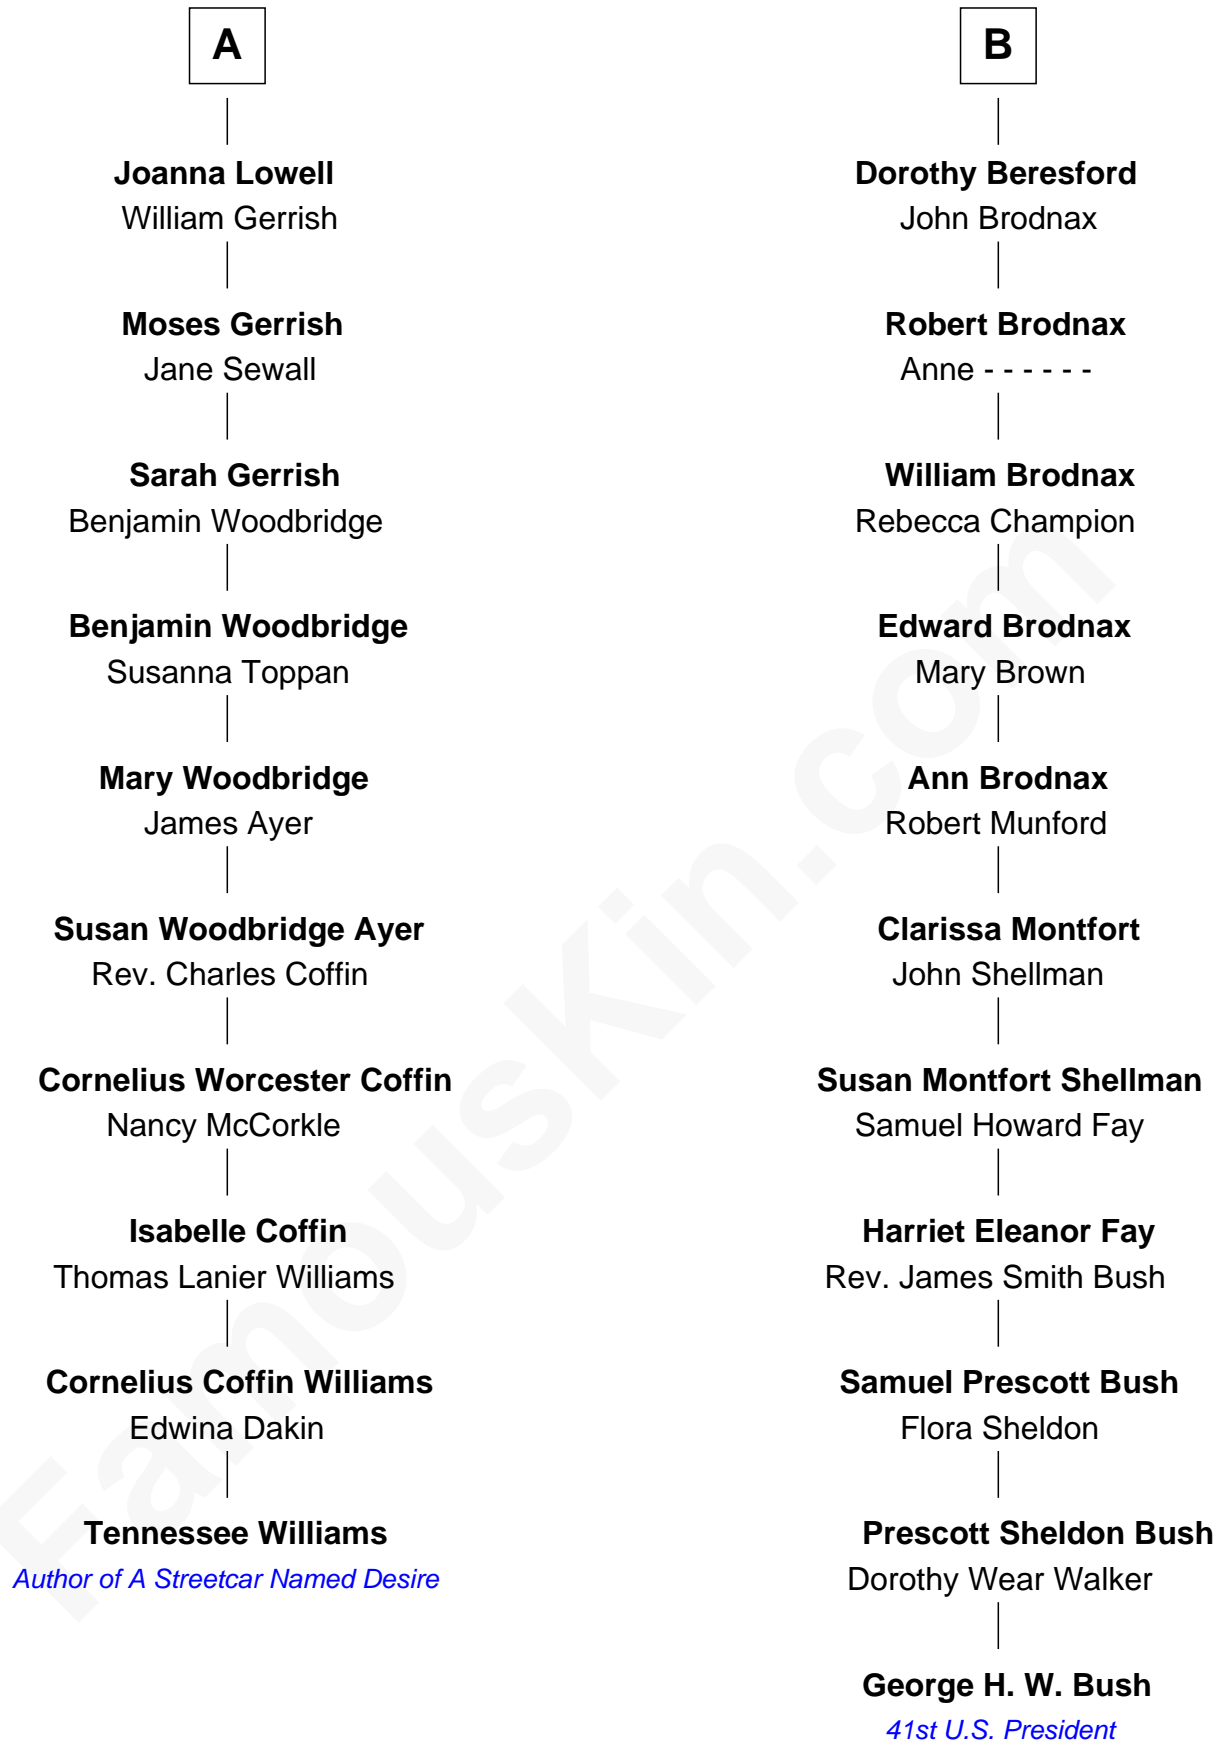 A
Joanna Lowell
William Gerrish
Moses Gerrish
Jane Sewall
Sarah Gerrish
Benjamin Woodbridge
Benjamin Woodbridge
Susanna Toppan
Mary Woodbridge
James Ayer
Susan Woodbridge Ayer
Rev. Charles Coffin
Cornelius Worcester Coffin
Nancy McCorkle
Isabelle Coffin
Thomas Lanier Williams
Cornelius Coffin Williams
Edwina Dakin
Tennessee Williams
Author of A Streetcar Named Desire
B
Dorothy Beresford
John Brodnax
Robert Brodnax
Anne - - - - - -
William Brodnax
Rebecca Champion
Edward Brodnax
Mary Brown
Ann Brodnax
Robert Munford
Clarissa Montfort
John Shellman
Susan Montfort Shellman
Samuel Howard Fay
Harriet Eleanor Fay
Rev. James Smith Bush
Samuel Prescott Bush
Flora Sheldon
Prescott Sheldon Bush
Dorothy Wear Walker
George H. W. Bush
41st U.S. President
FamousKin.com